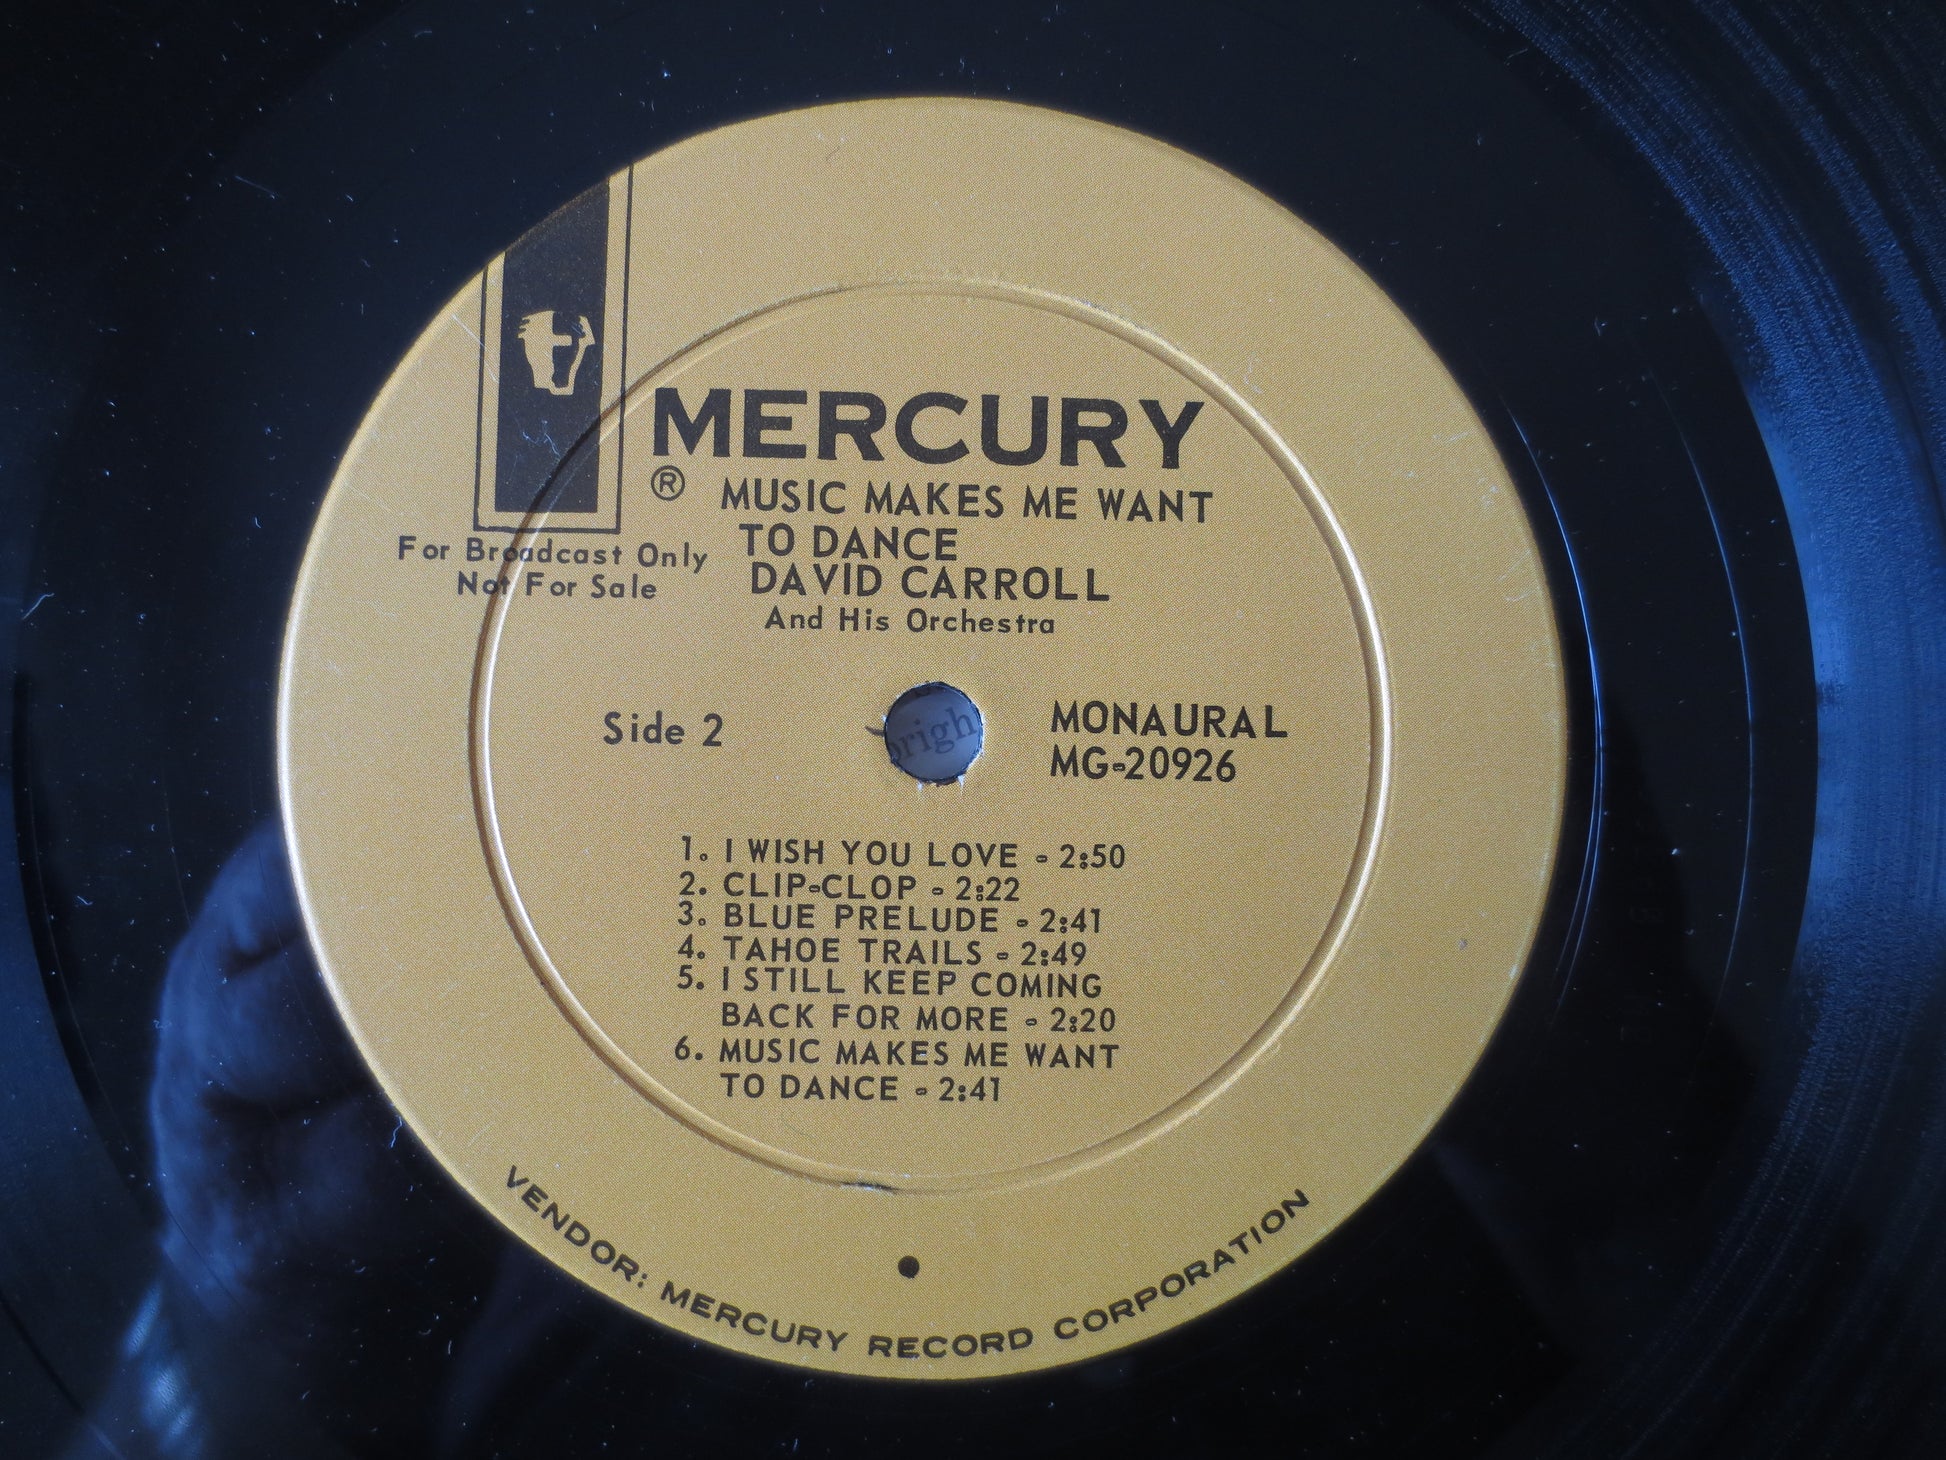 MERCURY
®
MUSIC MAKES ME WANT
TO DANCE
DAVID CARROLL
And His Orchestra
For Broadcast Only
Not For Sale
Side 2
MONAURAL
MG-20926
1. I WISH YOU LOVE - 2:50
2. CLIP-CLOP - 2:22
3. BLUE PRELUDE - 2:41
4. TAHOE TRAILS - 2:49
5. I STILL KEEP COMING
BACK FOR MORE - 2:20
6. MUSIC MAKES ME WANT
TO DANCE - 2:41
VENDOR: MERCURY RECORD CORPORATION